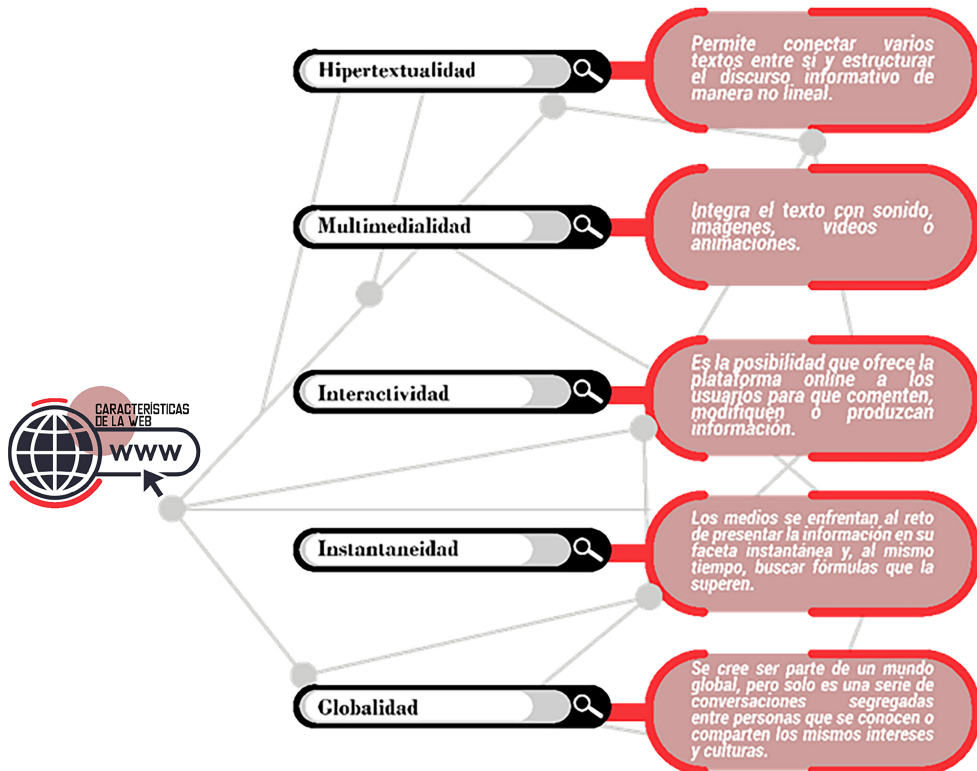 CARACTERÍSTICAS
DE LA WEB
WWW
Hipertextualidad
Permite conectar varios
textos entre sí y estructurar
el discurso informativo de
manera no lineal.
Multimedialidad
Integra el texto con sonido,
imágenes, vídeos o
animaciones.
Interactividad
Es la posibilidad que ofrece la
plataforma online a los
usuarios para que comenten,
modifiquen o produzcan
información.
Instantaneidad
Los medios se enfrentan al reto
de presentar la información en su
faceta instantánea y, al mismo
tiempo, buscar fórmulas que la
superen.
Globalidad
Se cree ser parte de un mundo
global, pero solo es una serie de
conversaciones segregadas
entre personas que se conocen o
comparten los mismos intereses
y culturas.